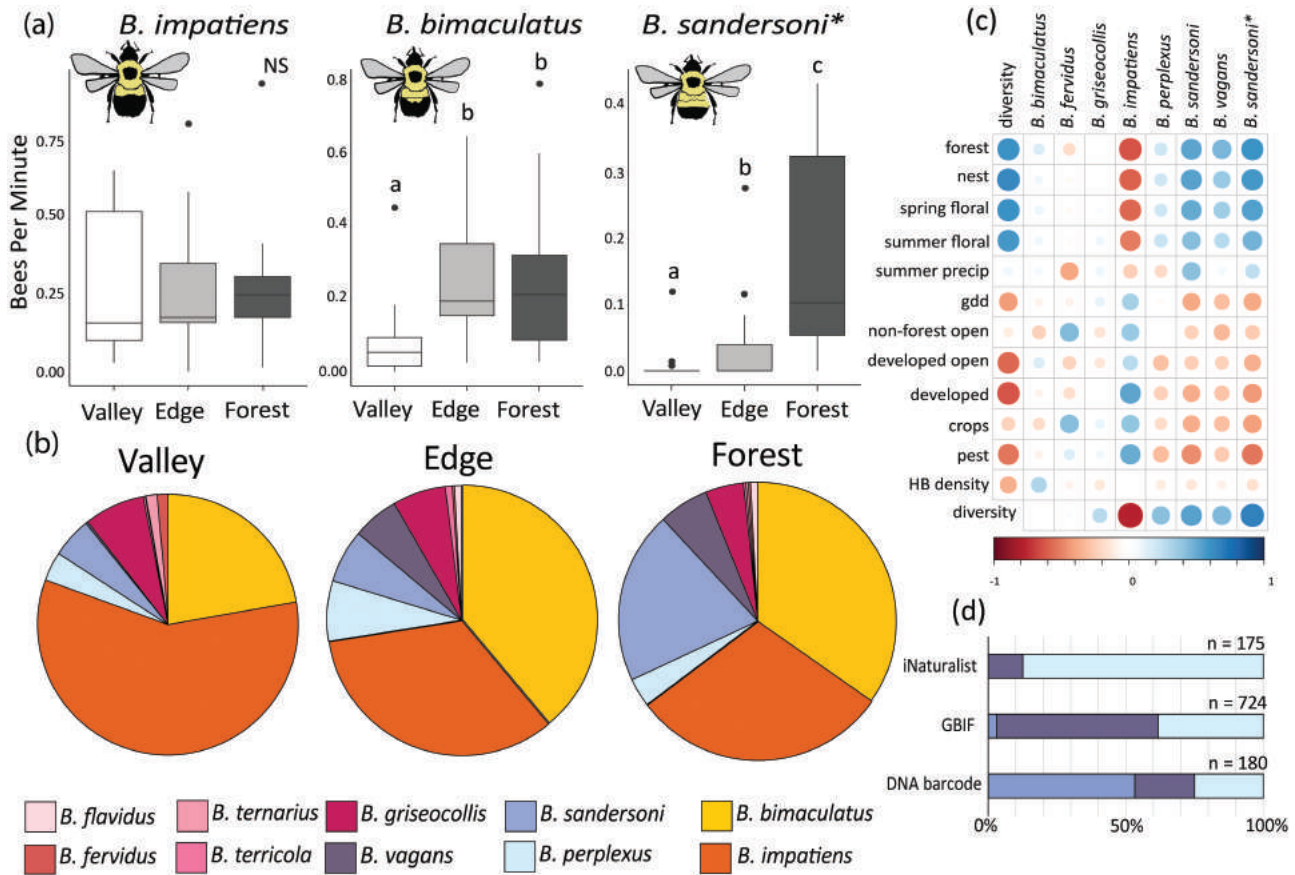 (a)
B. impatiens
B. bimaculatus
B. sandersoni*
Bees Per Minute
NS
0.75
0.50
0.25
0.00
Valley
Edge
Forest
0.8
0.6
0.4
0.2
0.00
a
b
b
Valley
Edge
Forest
0.4
0.3
0.2
0.1
0.0
a
b
c
Valley
Edge
Forest
(b)
Valley
Edge
Forest
B. flavidus
B. ternarius
B. griseocollis
B. sandersoni
B. bimaculatus
B. fervidus
B. terricola
B. vagans
B. perplexus
B. impatiens
(c)
diversity
B. bimaculatus
B. fervidus
B. griseocollis
B. impatiens
B. perplexus
B. sandersoni
B. vagans
B. sandersoni*
forest
nest
spring floral
summer floral
summer precip
gdd
non-forest open
developed open
developed
crops
pest
HB density
diversity
-1
0
1
(d)
n = 175
iNaturalist
n = 724
GBIF
n = 180
DNA barcode
0%
50%
100%